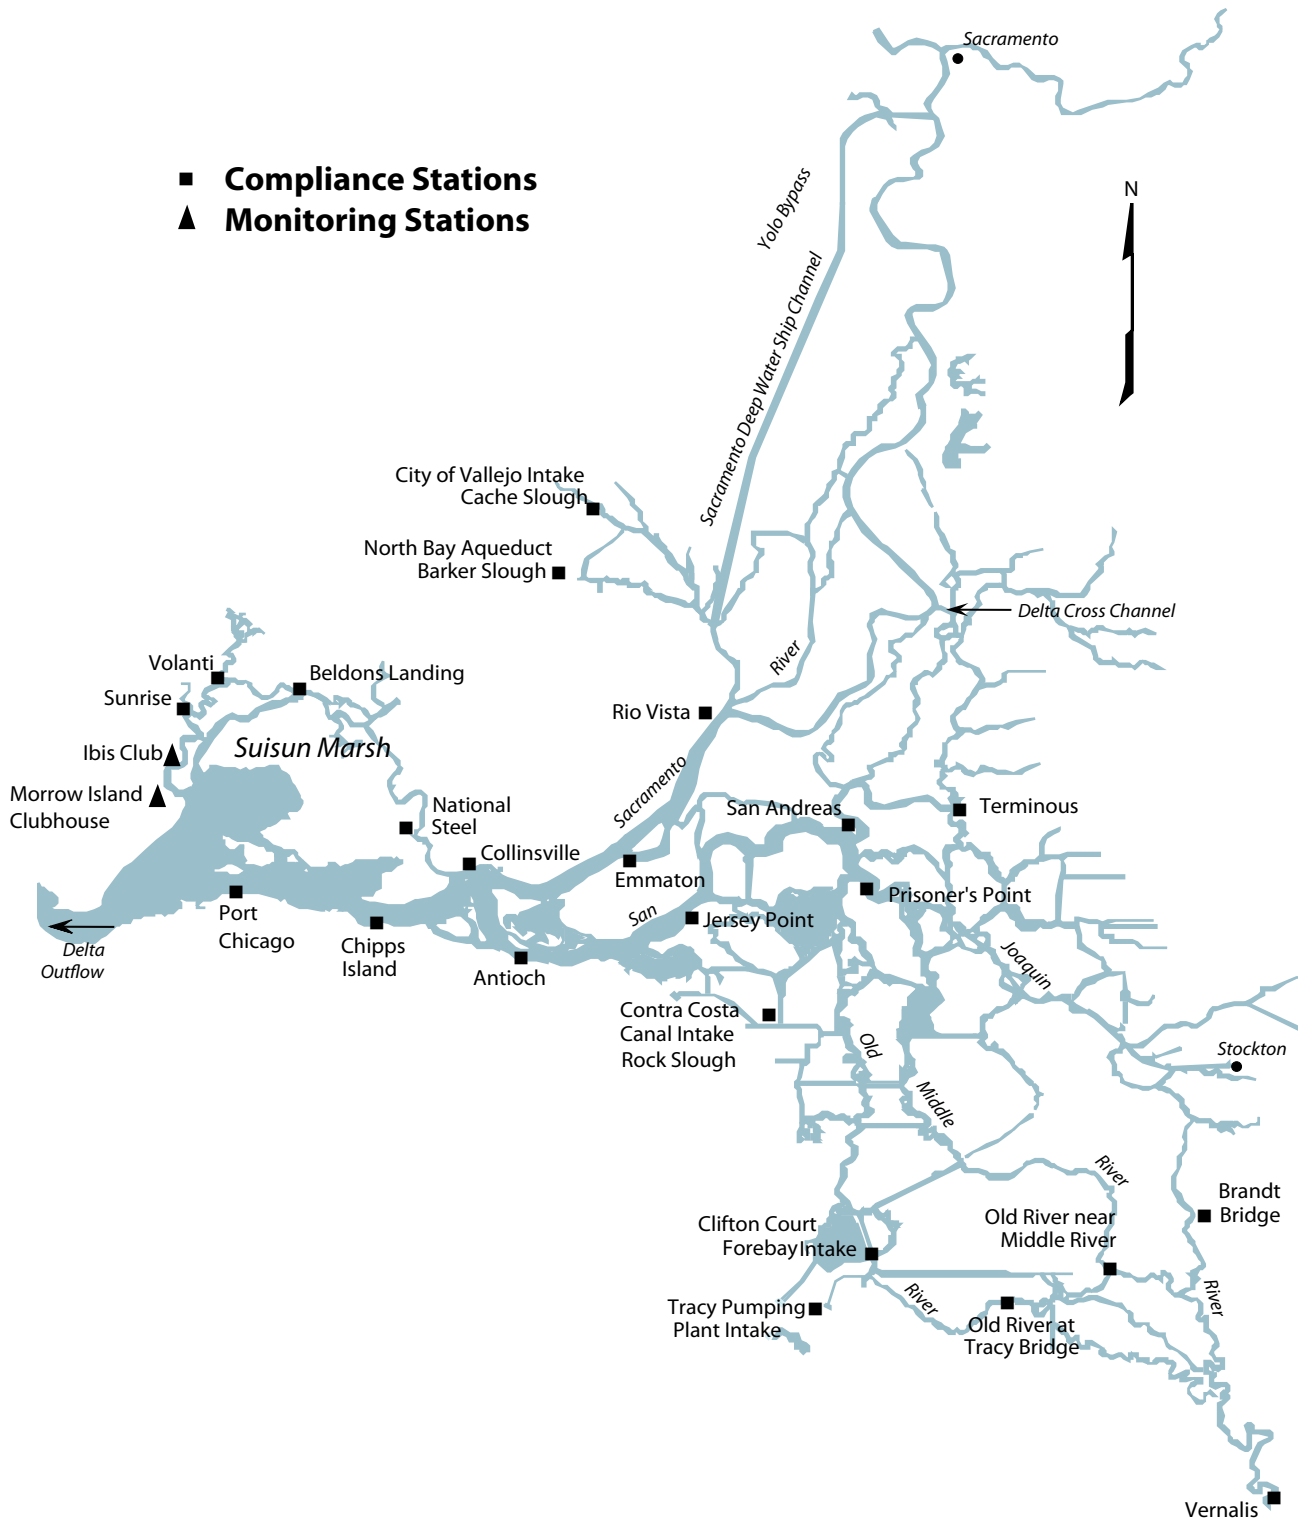 Sacramento
Compliance Stations
Monitoring Stations
N
Yolo Bypass
Sacramento Deep Water Ship Channel
City of Vallejo Intake
Cache Slough
North Bay Aqueduct
Barker Slough
Delta Cross Channel
River
Volanti
Beldons Landing
Sunrise
Rio Vista
Ibis Club
Suisun Marsh
Morrow Island
Clubhouse
Sacramento
National
Steel
San Andreas
Terminous
Collinsville
Emmaton
Prisoner's Point
Port
Chicago
San
Jersey Point
Delta
Outflow
Chipps
Island
Antioch
Joaquin
Contra Costa
Canal Intake
Rock Slough
Old
Stockton
Middle
River
Brandt
Bridge
Clifton Court
Forebay Intake
Old River near
Middle River
River
River
Tracy Pumping
Plant Intake
Old River at
Tracy Bridge
Vernalis